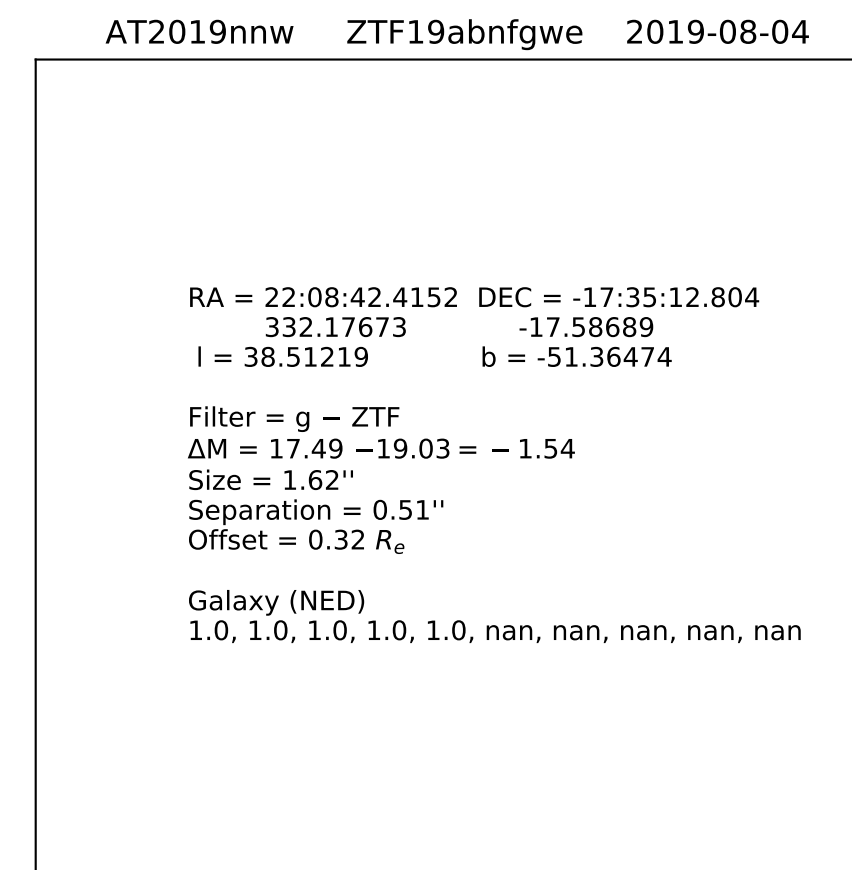 AT2019nnw ZTF19abnfgwe 2019-08-04
RA = 22:08:42.4152 DEC = -17:35:12.804
332.17673 -17.58689
l = 38.51219 b = -51.36474
Filter = g − ZTF
ΔM = 17.49 −19.03 = − 1.54
Size = 1.62''
Separation = 0.51''
Offset = 0.32 Rₑ
Galaxy (NED)
1.0, 1.0, 1.0, 1.0, 1.0, nan, nan, nan, nan, nan